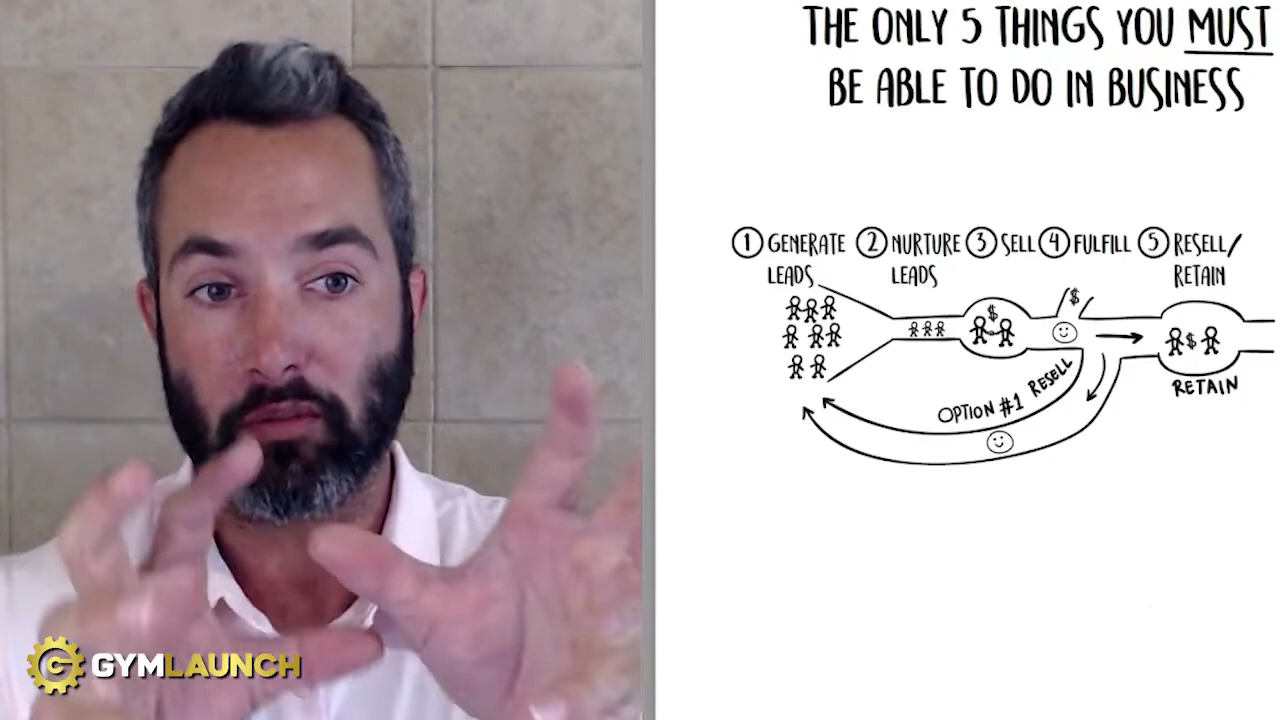 THE ONLY 5 THINGS YOU MUST
BE ABLE TO DO IN BUSINESS
1 GENERATE LEADS
2 NURTURE LEADS
3 SELL
4 FULFILL
5 RESELL/ RETAIN
$
$
$
OPTION #1 RESELL
RETAIN
G GYMLAUNCH